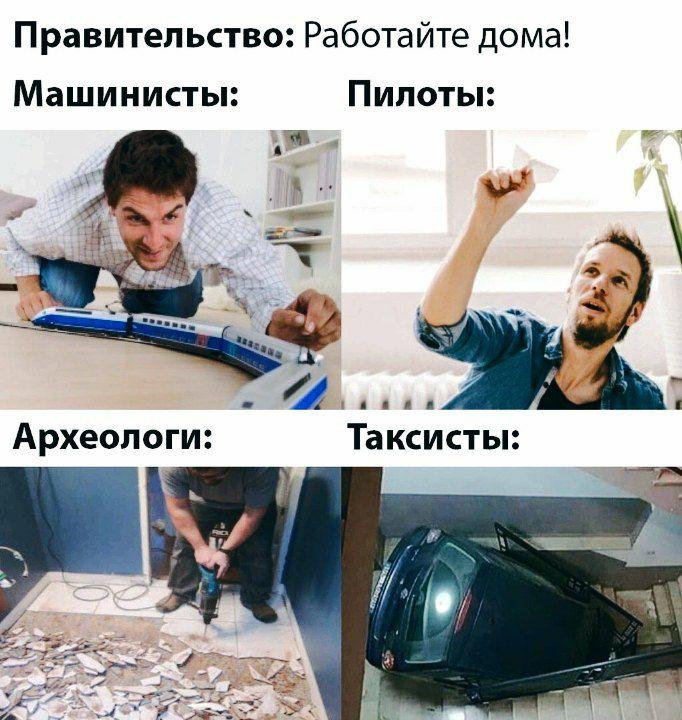 Правительство: Работайте дома!
Машинисты:
Пилоты:
Археологи:
Таксисты: